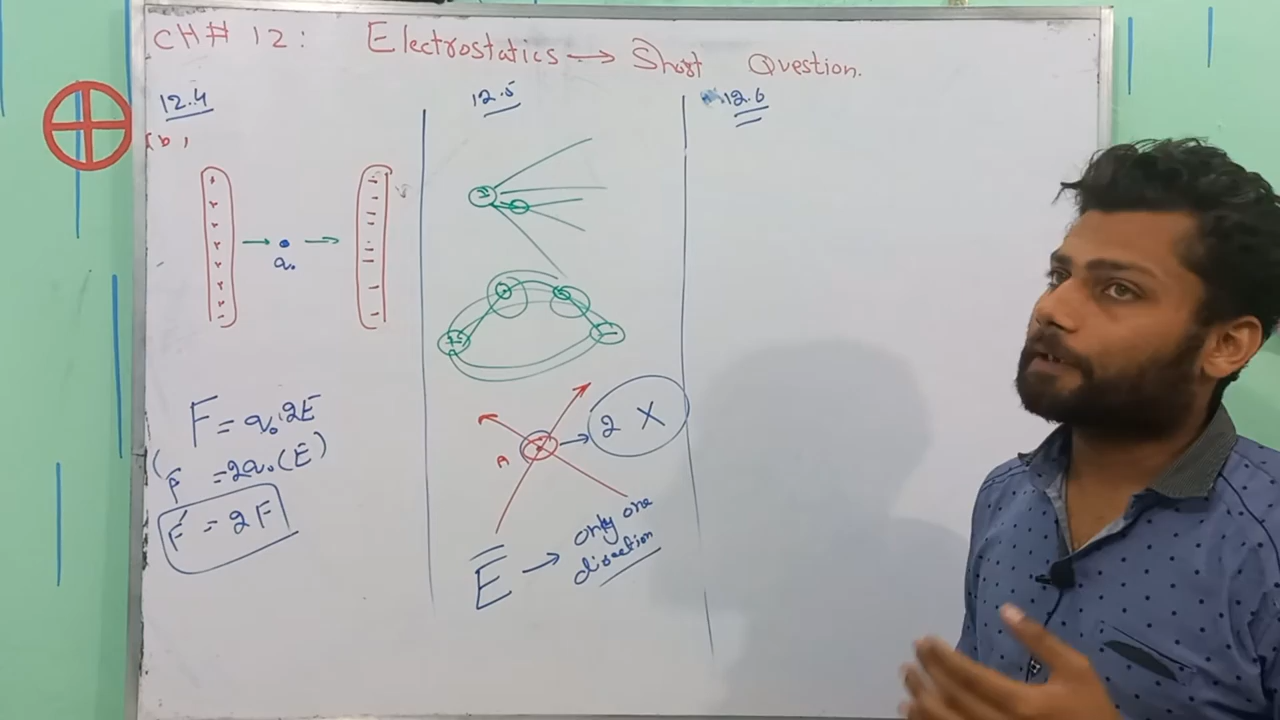 CH# 12: Electrostatics → Short Question.
12.4
(b)
q₀
F = q₀.2E
F' = 2q₀(E)
F' = 2F
12.5
A
2 X
E → only one
direction
12.6